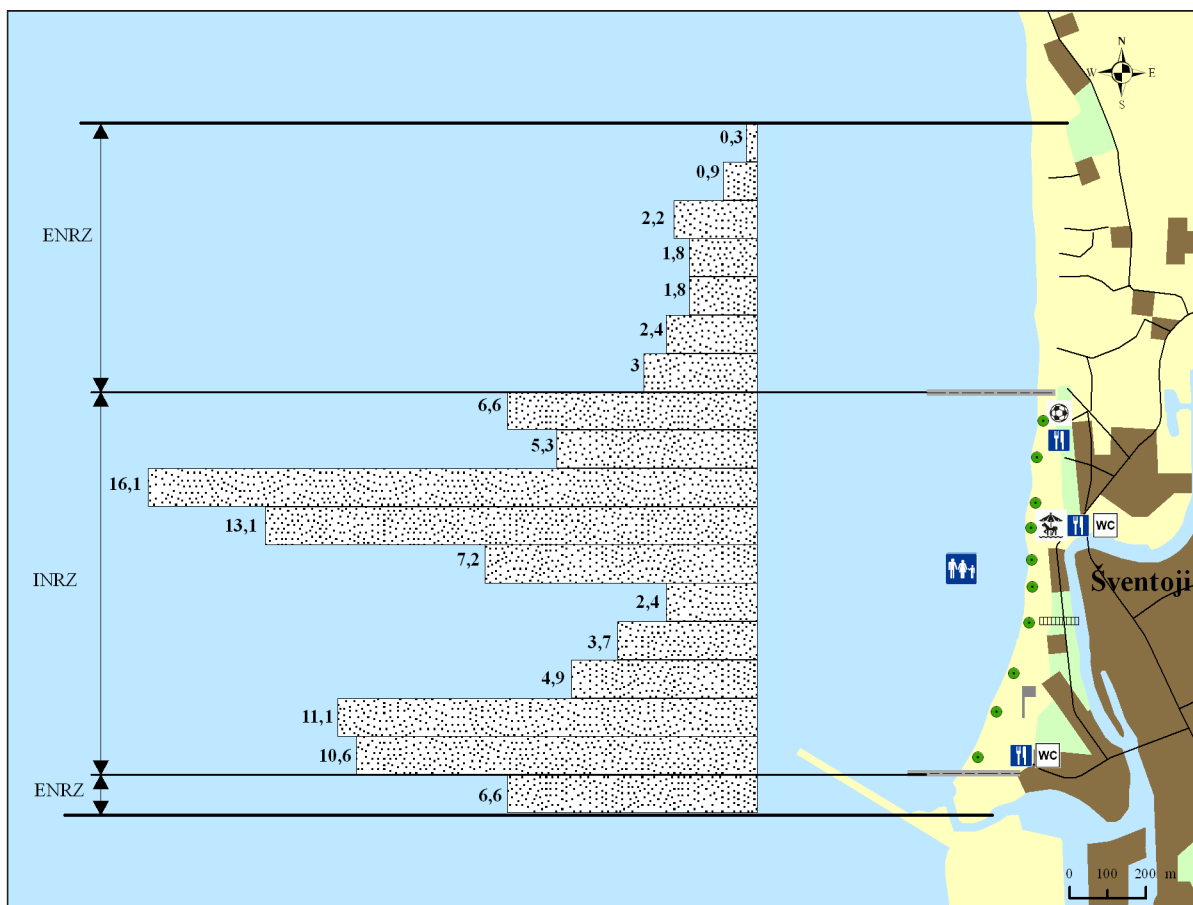 N
W E
S
0,3
0,9
2,2
ENRZ
1,8
1,8
2,4
3
6,6
5,3
16,1
13,1
WC
7,2
INRZ
Šventoji
2,4
3,7
4,9
11,1
10,6
WC
ENRZ
6,6
0 100 200 m